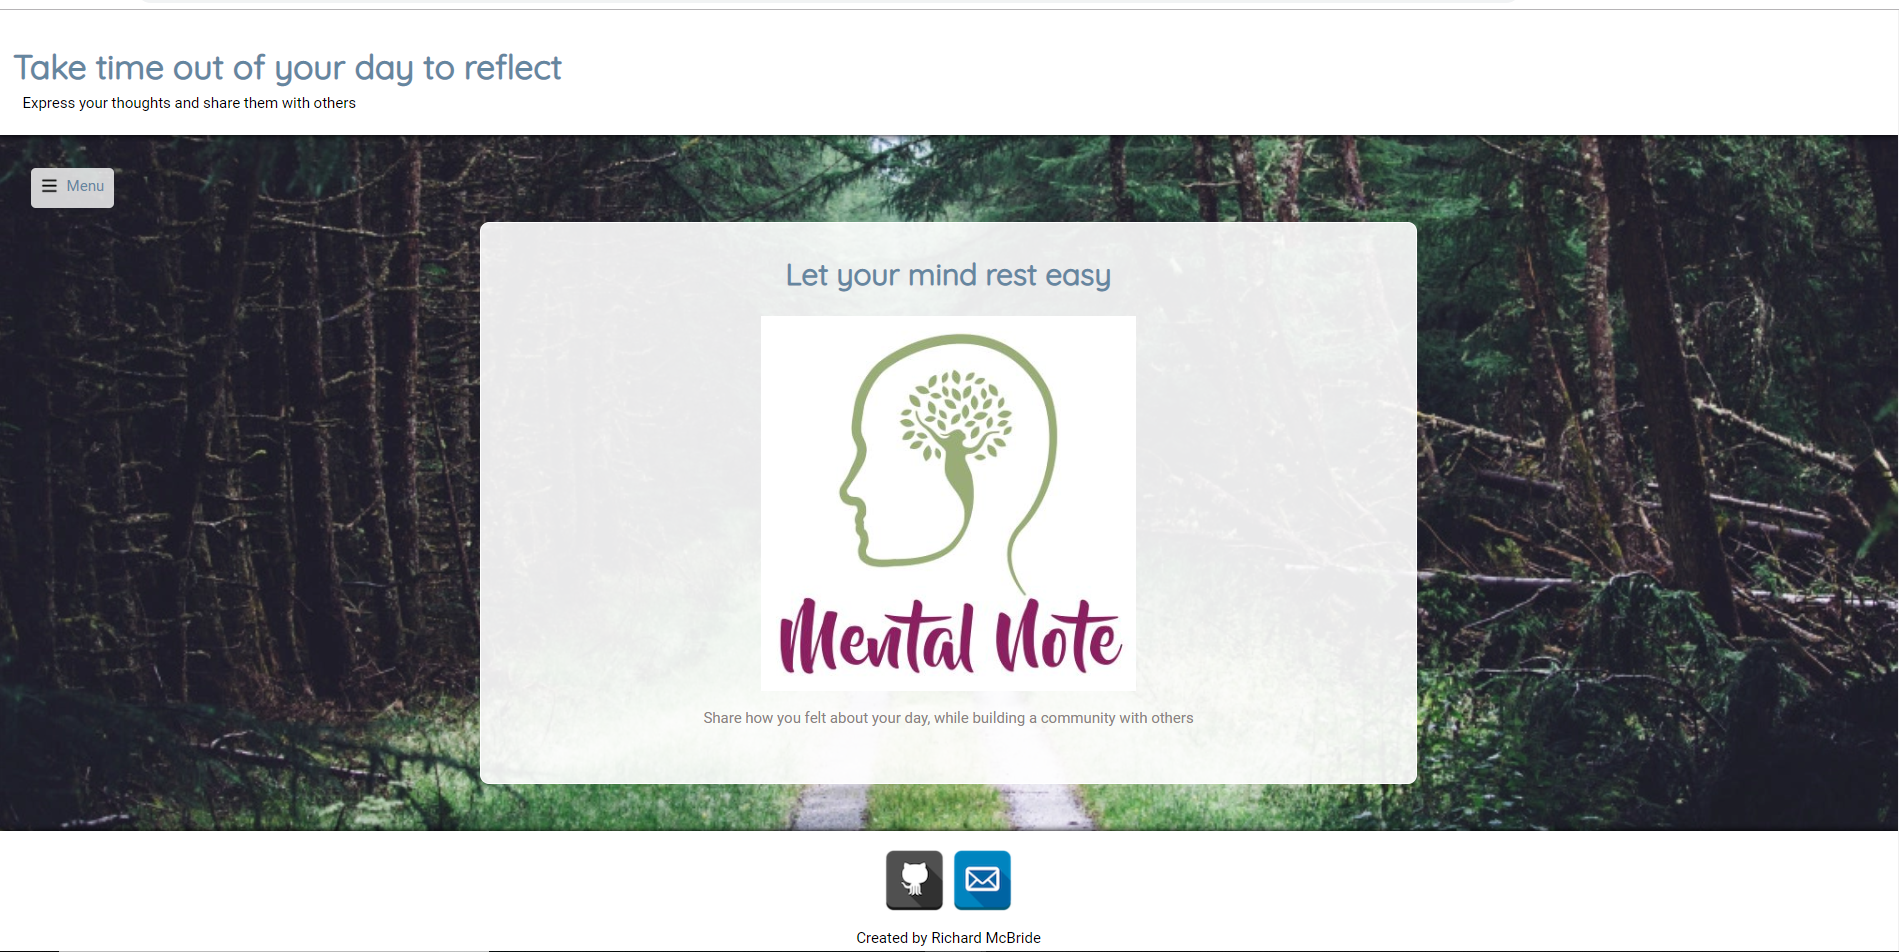 Take time out of your day to reflect
Express your thoughts and share them with others
Menu
Let your mind rest easy
Mental Note
Share how you felt about your day, while building a community with others
Created by Richard McBride